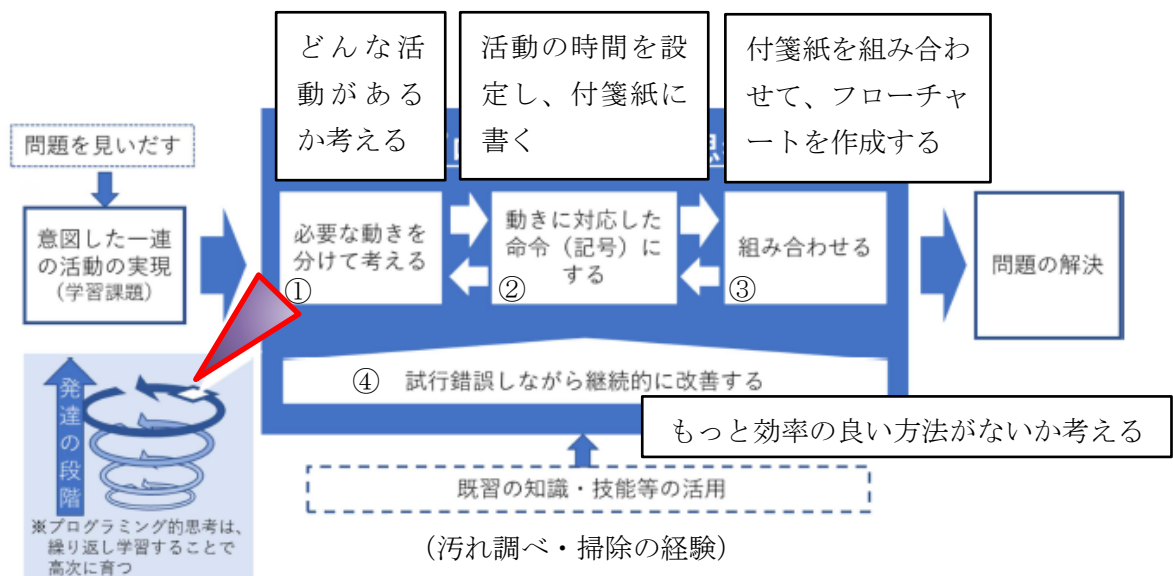 どんな活
動がある
か考える
活動の時間を設
定し、付箋紙に
書く
付箋紙を組み合わ
せて、フローチャ
ートを作成する
問題を見いだす
意図した一連
の活動の実現
(学習課題)
必要な動きを
分けて考える
①
動きに対応した
命令(記号)に
する
②
組み合わせる
③
問題の解決
④ 試行錯誤しながら継続的に改善する
もっと効率の良い方法がないか考える
既習の知識・技能等の活用
(汚れ調べ・掃除の経験)
発達の段階
※プログラミング的思考は、
繰り返し学習することで
高次に育つ